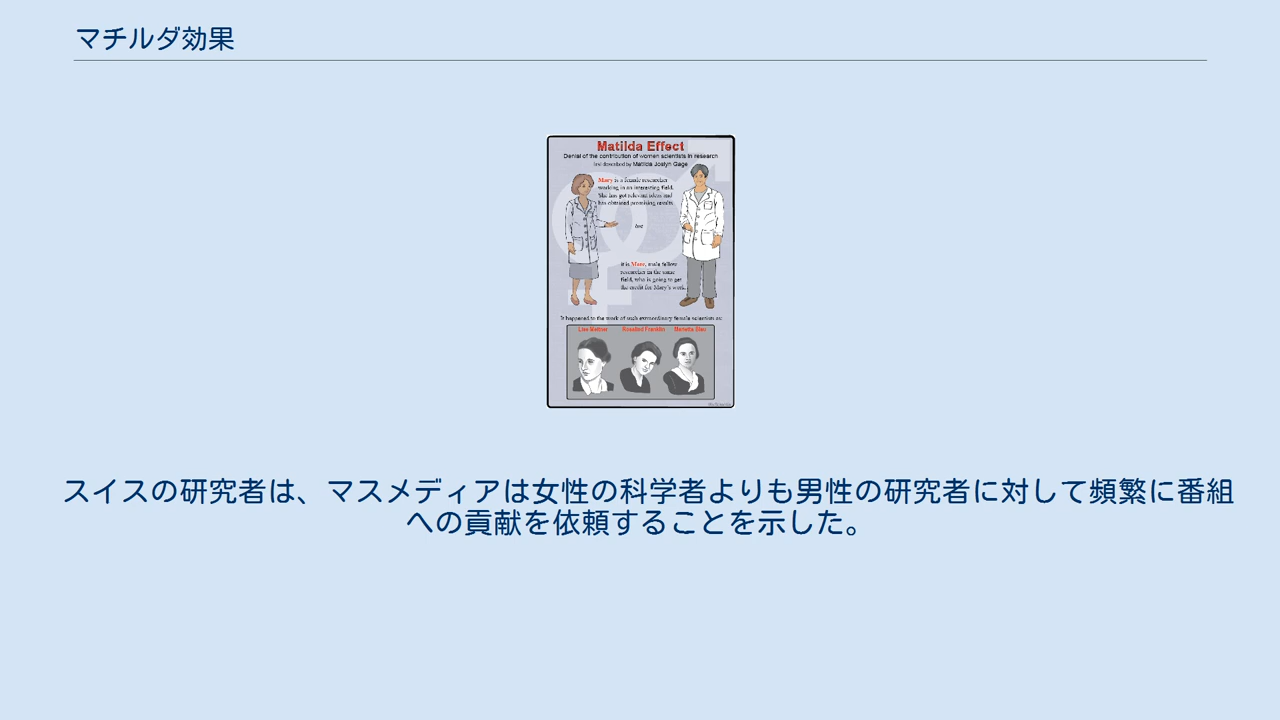 マチルダ効果
Matilda Effect
Denial of the contribution of women scientists in research
first described by Matilda Joslyn Gage
Mary is a female researcher
working in an interesting field.
She has got relevant ideas and
has obtained promising results.
but
it is Marc, male fellow
researcher in the same
field, who is going to get
the credit for Mary's work.
It happened to the work of such extraordinary female scientists as:
Lise Meitner Rosalind Franklin Marietta Blau
スイスの研究者は、マスメディアは女性の科学者よりも男性の研究者に対して頻繁に番組
への貢献を依頼することを示した。